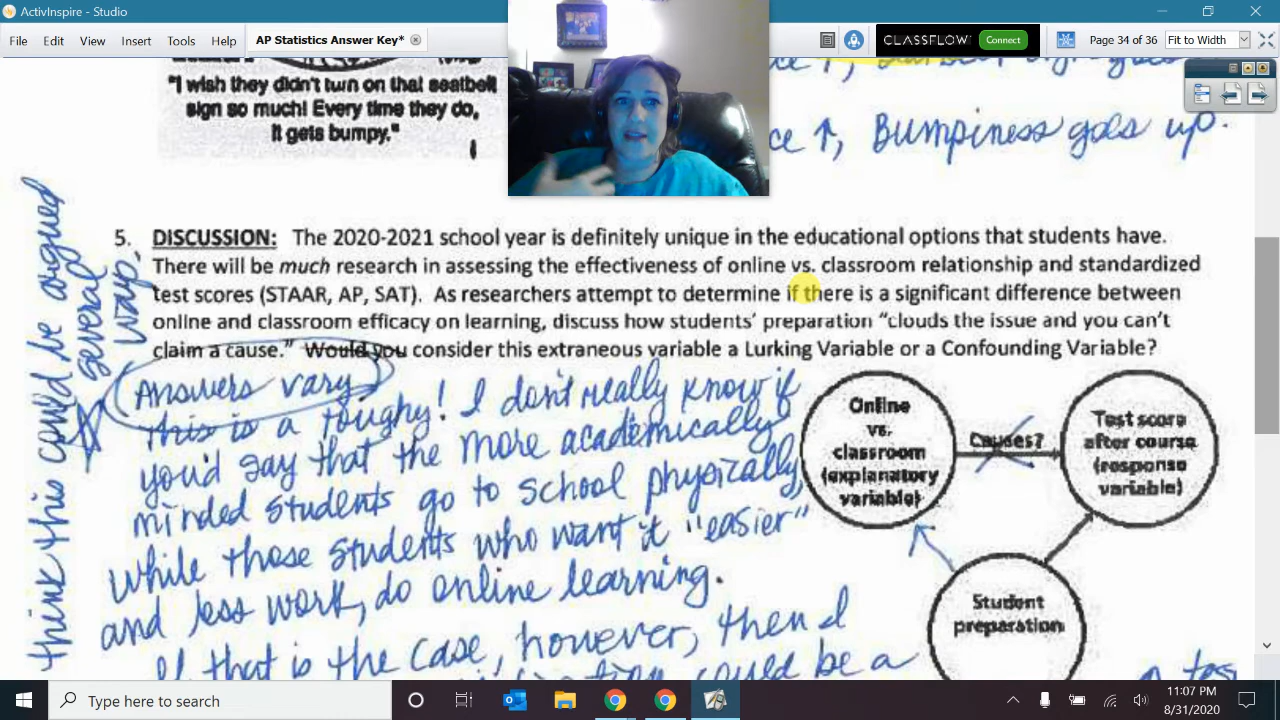 ActivInspire - Studio
File Edit View Insert Tools Help AP Statistics Answer Key*
CLASSFLOW Connect
Page 34 of 36 Fit to Width
"I wish they didn't turn on that seatbelt
sign so much! Every time they do,
it gets bumpy."
ce ↑, Bumpiness goes up.
think this could be argued
several
ways.
5. DISCUSSION: The 2020-2021 school year is definitely unique in the educational options that students have.
There will be much research in assessing the effectiveness of online vs. classroom relationship and standardized
test scores (STAAR, AP, SAT). As researchers attempt to determine if there is a significant difference between
online and classroom efficacy on learning, discuss how students' preparation "clouds the issue and you can't
claim a cause." Would you consider this extraneous variable a Lurking Variable or a Confounding Variable?
Answers vary
This is a toughy! I don't really know if
you'd say that the more academically
minded students go to school physically,
while those students who want it "easier"
and less work, do online learning.
If that is the case, however, then I
could be a
Online
vs.
classroom
(explanatory
variable)
Causes?
Test score
after course
(response
variable)
Student
preparation
Type here to search
11:07 PM
8/31/2020